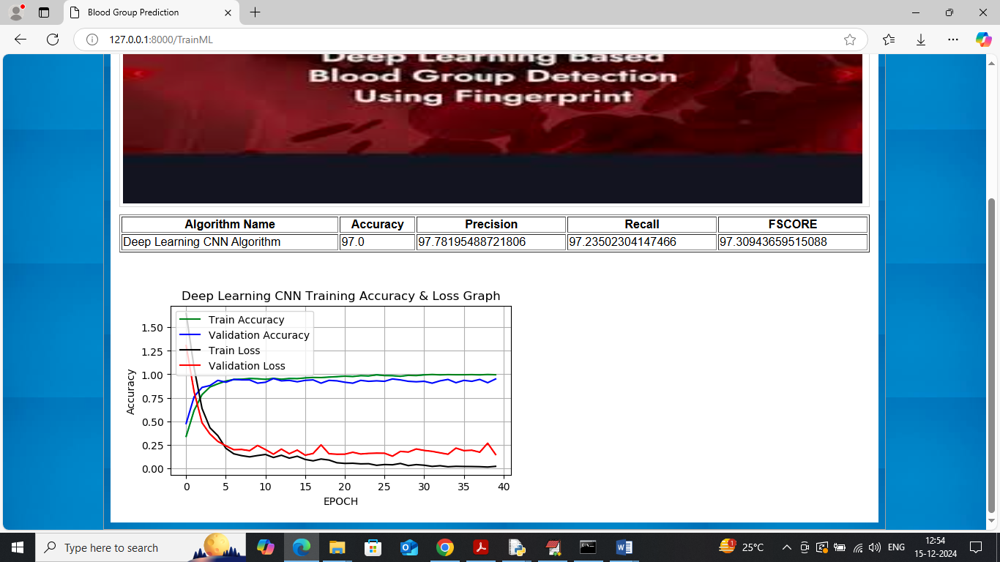 Blood Group Prediction
127.0.0.1:8000/TrainML
Deep Learning Based
Blood Group Detection
Using Fingerprint
Algorithm Name Accuracy Precision Recall FSCORE
Deep Learning CNN Algorithm 97.0 97.78195488721806 97.23502304147466 97.30943659515088
Deep Learning CNN Training Accuracy & Loss Graph
Train Accuracy
Validation Accuracy
Train Loss
Validation Loss
1.50
1.25
1.00
0.75
0.50
0.25
0.00
Accuracy
0 5 10 15 20 25 30 35 40
EPOCH
Type here to search
1
25°C
ENG
12:54
15-12-2024